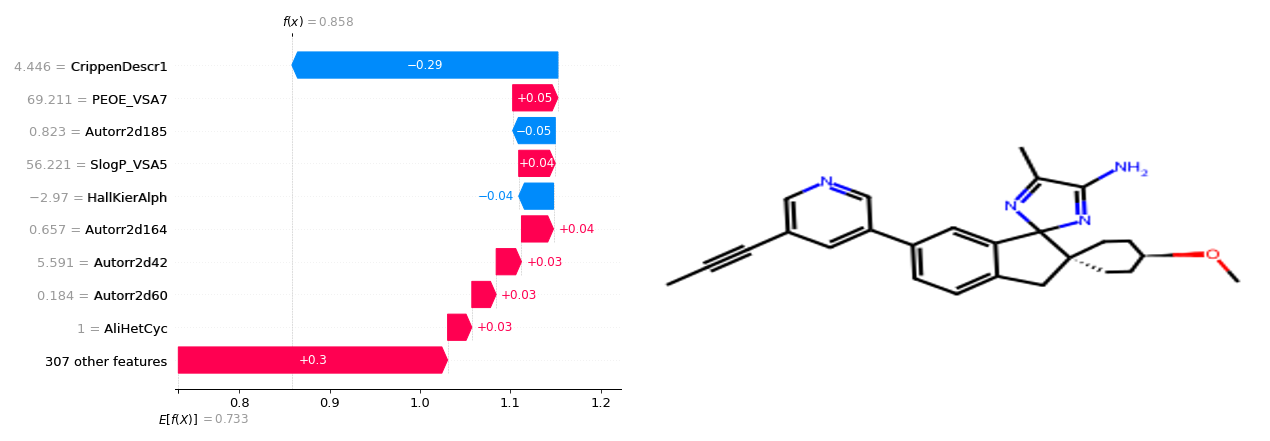 f(x) = 0.858
4.446 = CrippenDescr1
−0.29
69.211 = PEOE_VSA7
+0.05
0.823 = Autorr2d185
−0.05
56.221 = SlogP_VSA5
+0.04
−2.97 = HallKierAlph
−0.04
0.657 = Autorr2d164
+0.04
5.591 = Autorr2d42
+0.03
0.184 = Autorr2d60
+0.03
1 = AliHetCyc
+0.03
307 other features
+0.3
0.8 0.9 1.0 1.1 1.2
E[f(X)] = 0.733
N
N
N
NH₂
O